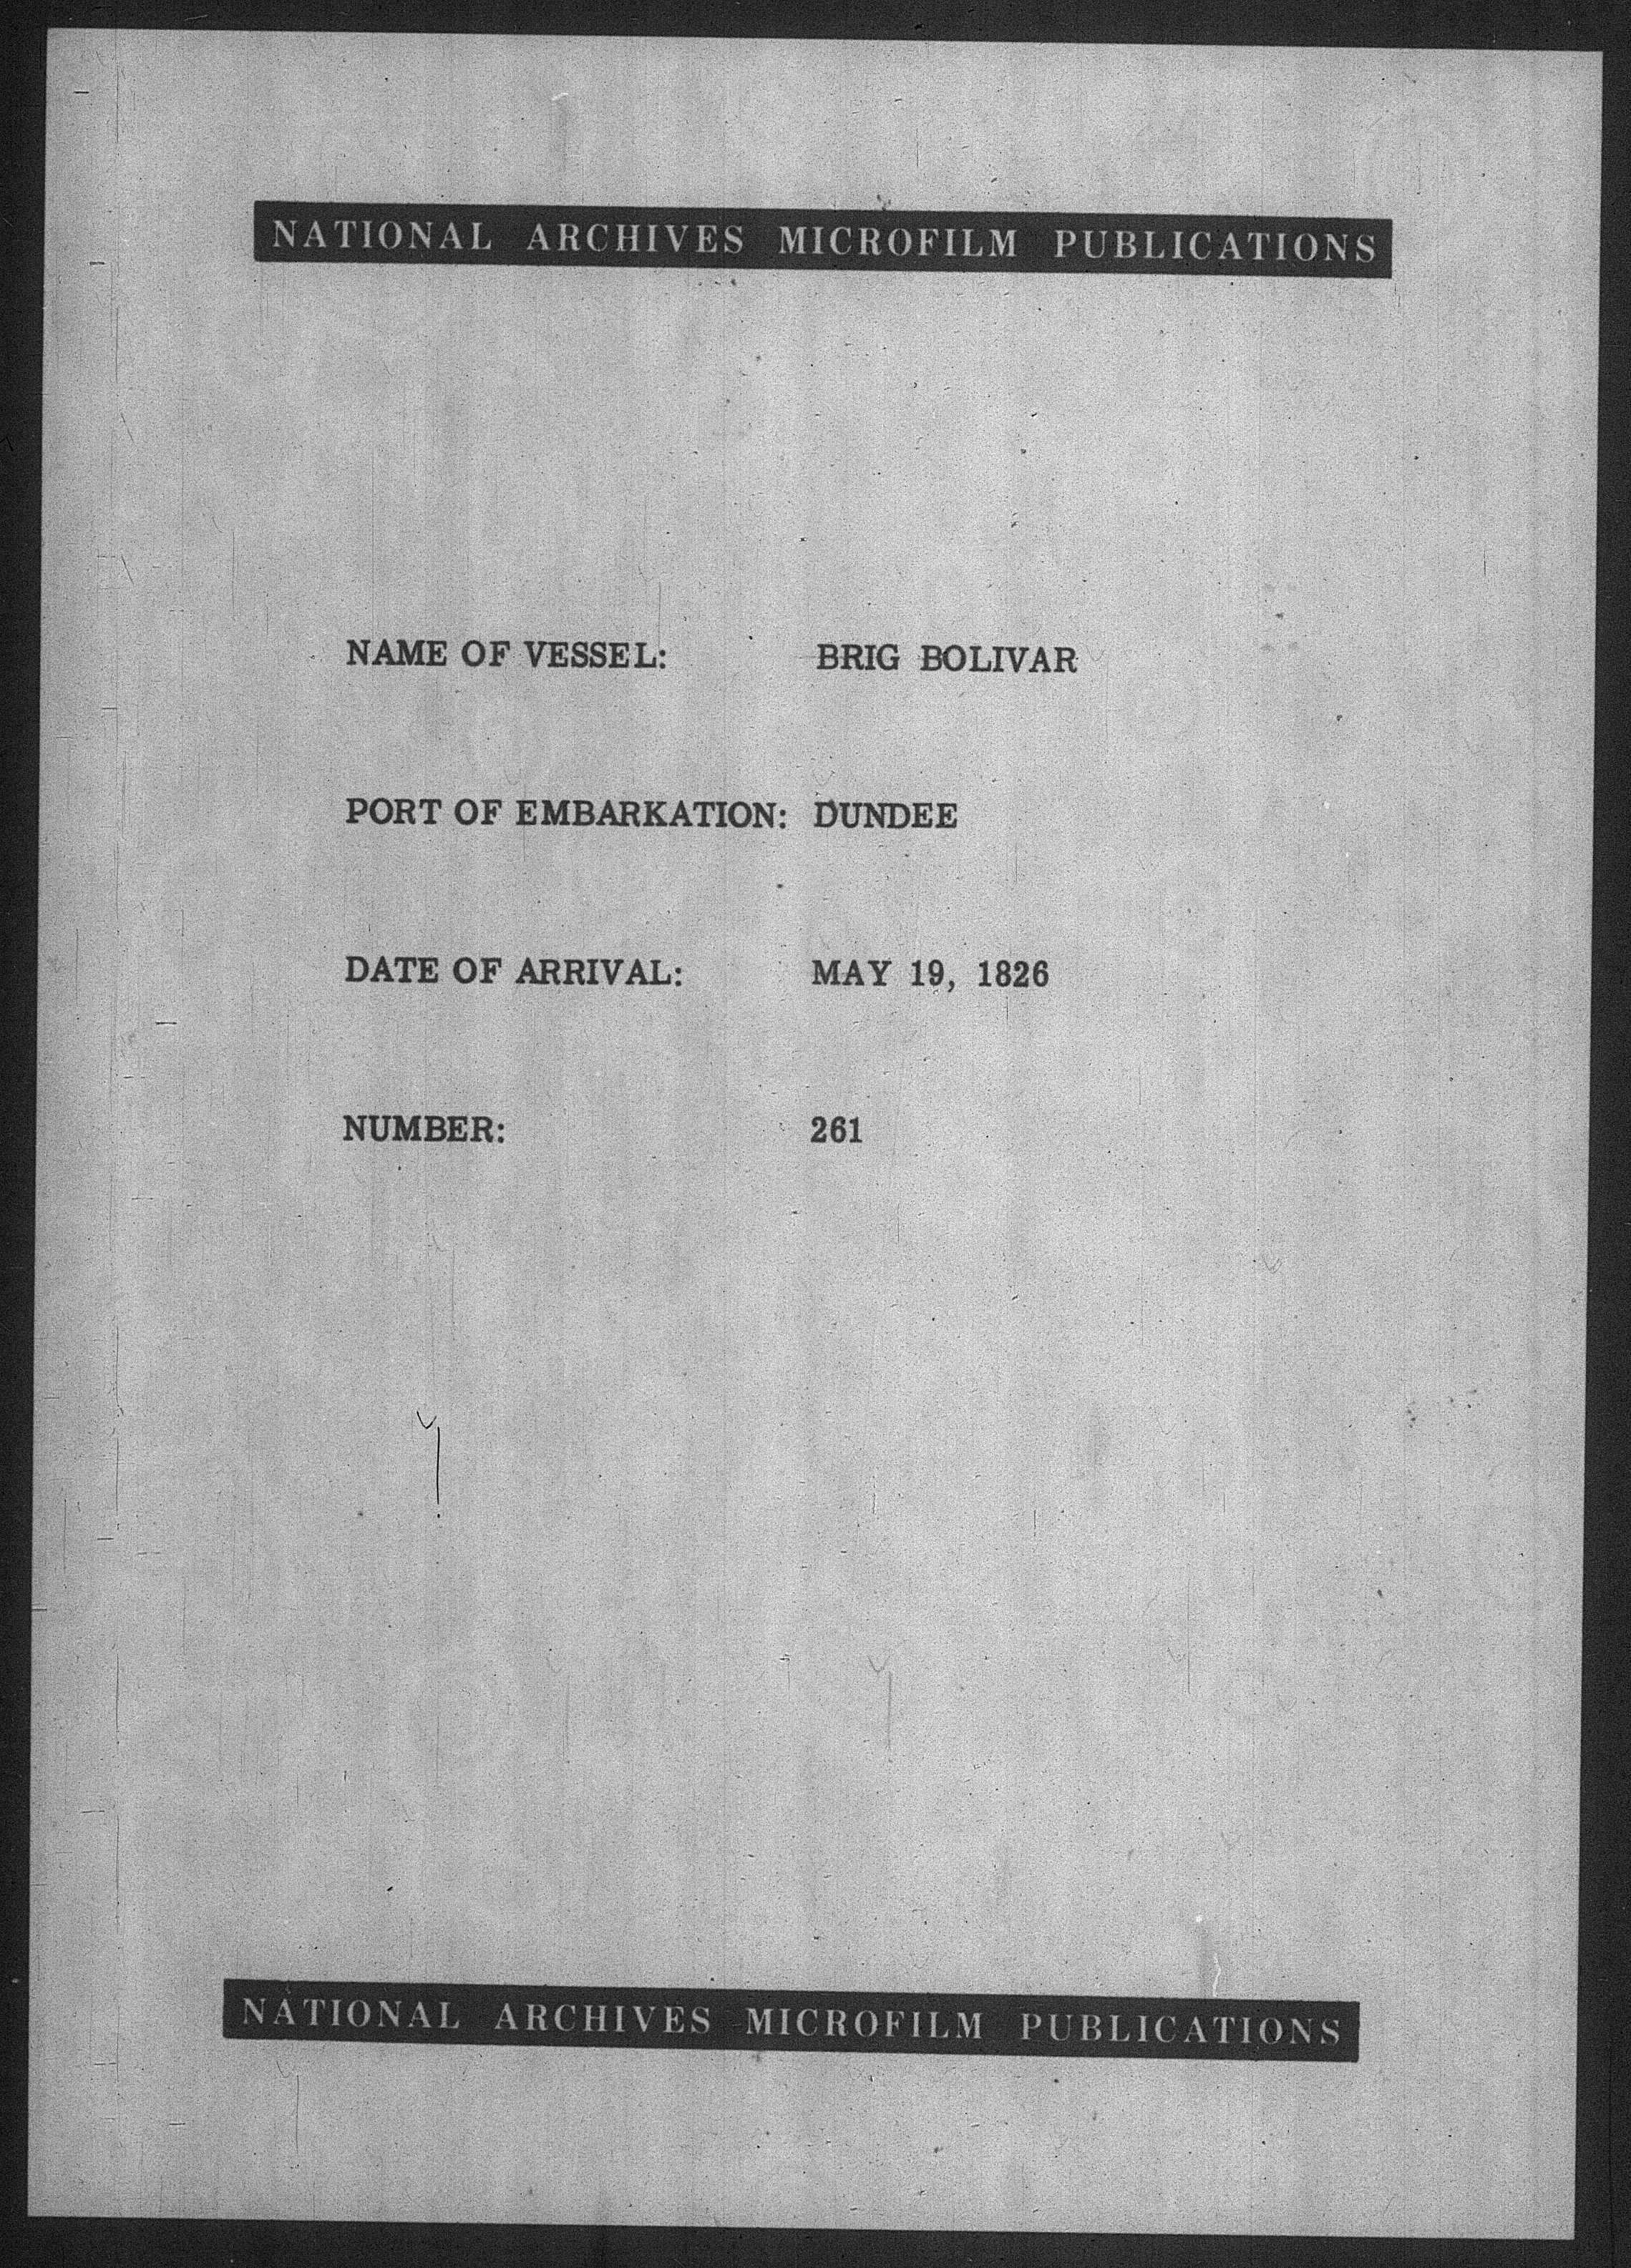 NATIONAL ARCHIVES MICROFILM PUBLICATIONS
NAME OF VESSEL: BRIG BOLIVAR
PORT OF EMBARKATION: DUNDEE
DATE OF ARRIVAL: MAY 19, 1826
NUMBER: 261
NATIONAL ARCHIVES MICROFILM PUBLICATIONS